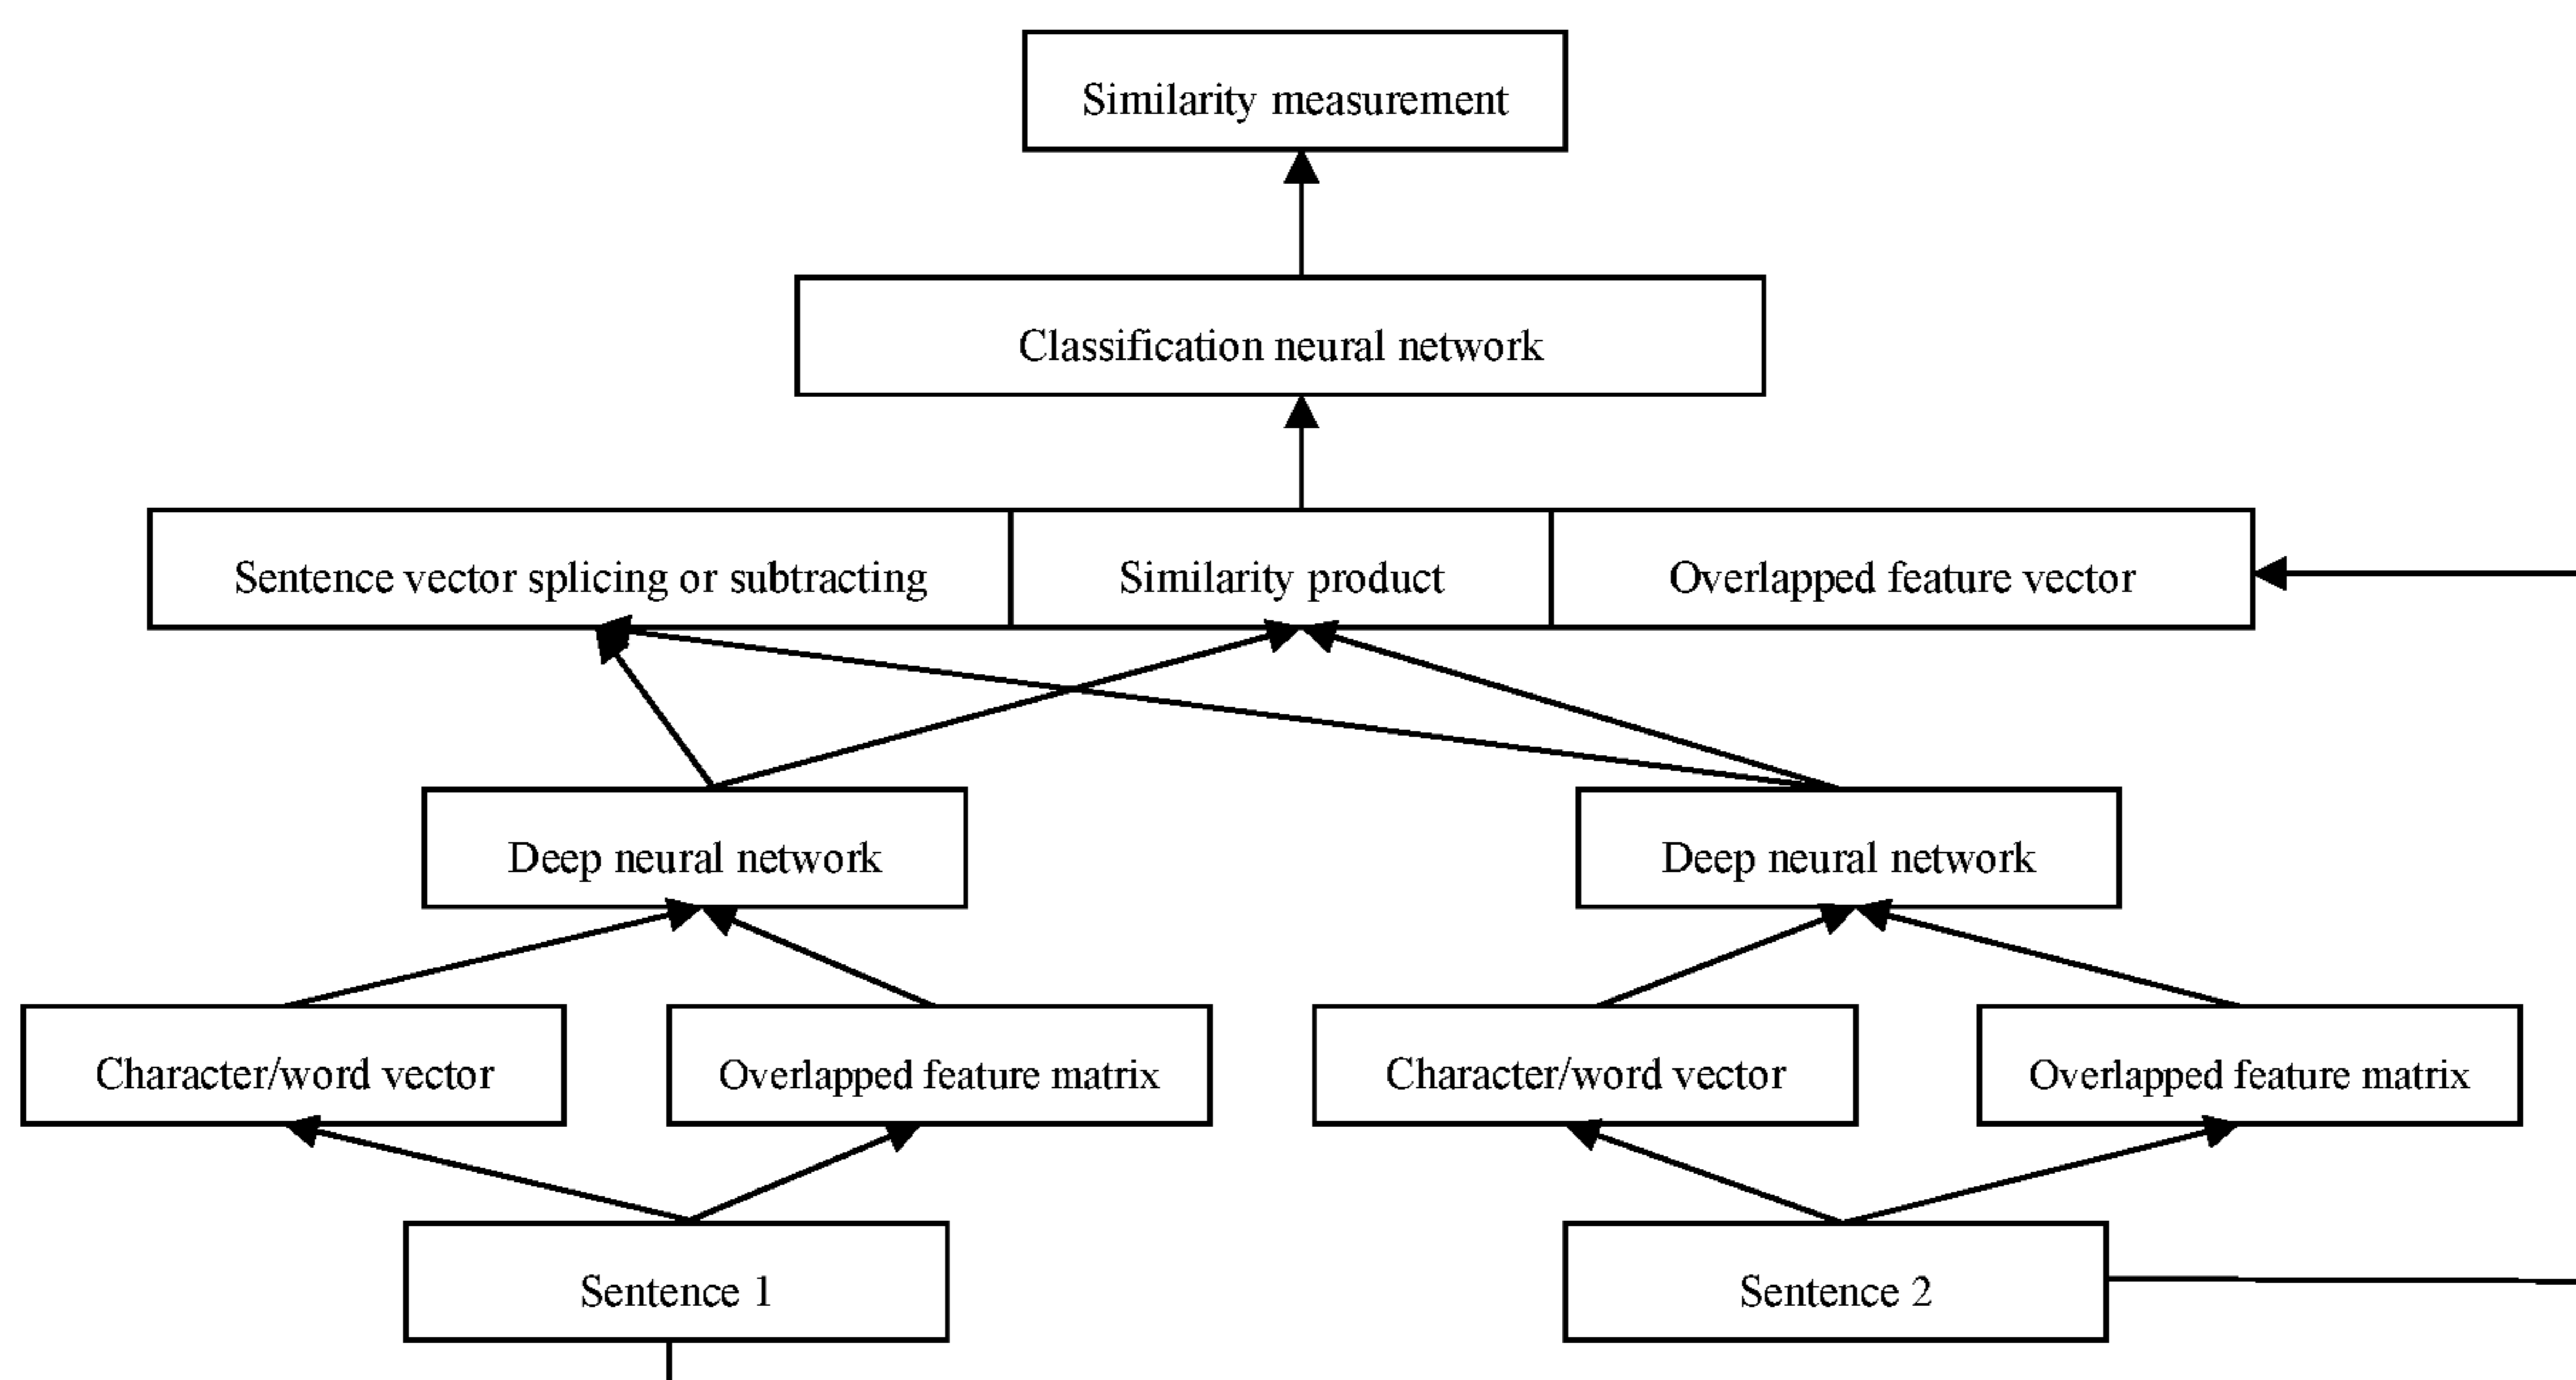 Similarity measurement
Classification neural network
Sentence vector splicing or subtracting
Similarity product
Overlapped feature vector
Deep neural network
Deep neural network
Character/word vector
Overlapped feature matrix
Character/word vector
Overlapped feature matrix
Sentence 1
Sentence 2